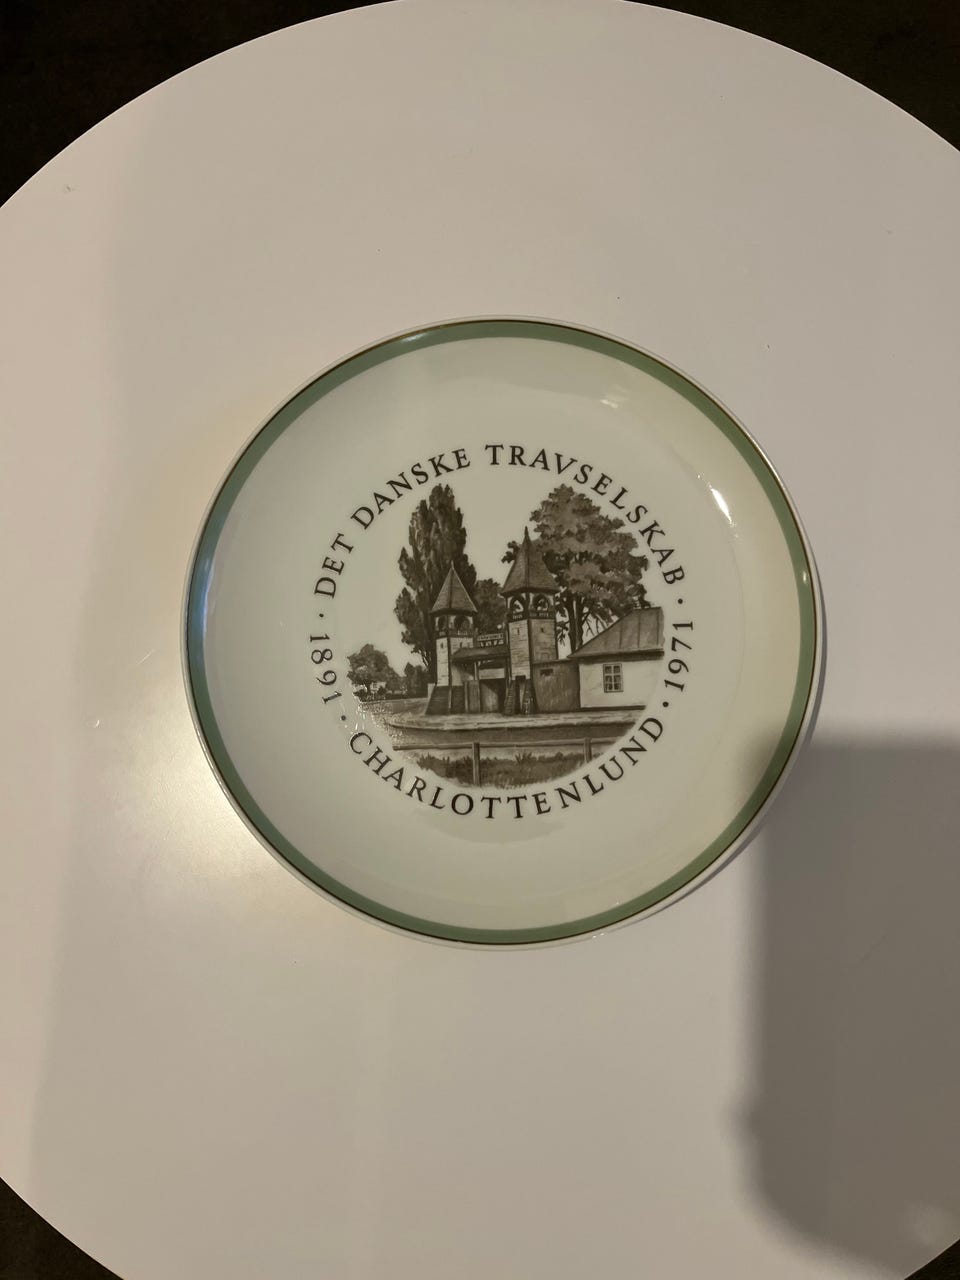 DET DANSKE TRAVSELSKAB · 1971 ·
1891 · CHARLOTTENLUND ·